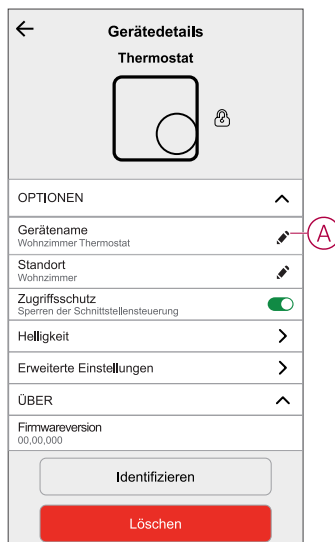 Gerätedetails
Thermostat
OPTIONEN
Gerätename
Wohnzimmer Thermostat
A
Standort
Wohnzimmer
Zugriffsschutz
Sperren der Schnittstellensteuerung
Helligkeit
Erweiterte Einstellungen
ÜBER
Firmwareversion
00,00,000
Identifizieren
Löschen